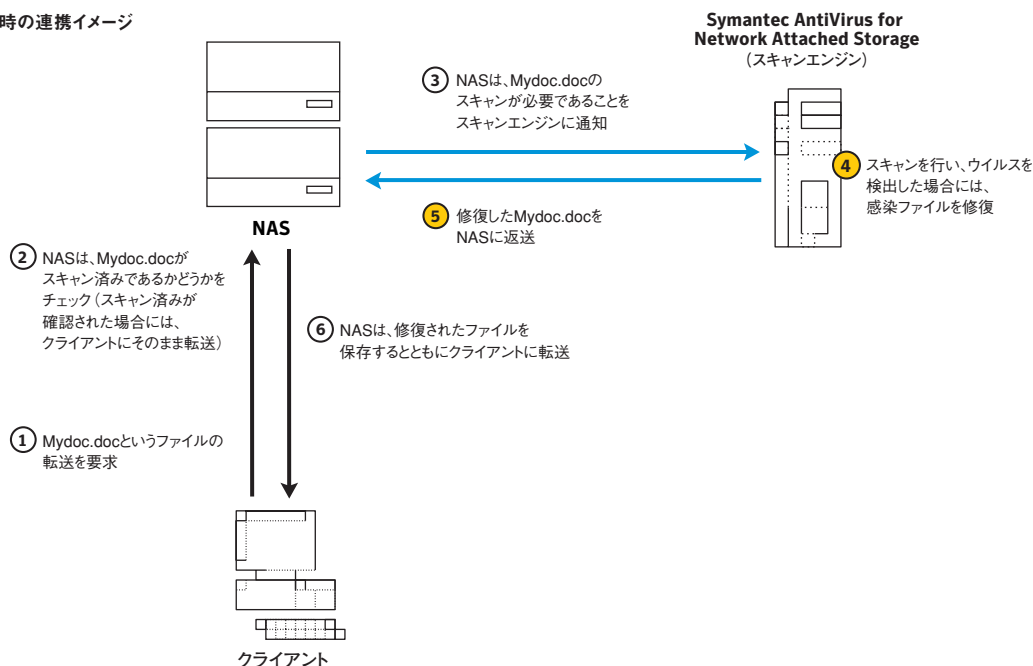 時の連携イメージ
Symantec AntiVirus for
Network Attached Storage
（スキャンエンジン）
3 NASは、Mydoc.docの
スキャンが必要であることを
スキャンエンジンに通知
4 スキャンを行い、ウイルスを
検出した場合には、
感染ファイルを修復
5 修復したMydoc.docを
NASに返送
NAS
2 NASは、Mydoc.docが
スキャン済みであるかどうかを
チェック（スキャン済みが
確認された場合には、
クライアントにそのまま転送）
6 NASは、修復されたファイルを
保存するとともにクライアントに転送
1 Mydoc.docというファイルの
転送を要求
クライアント